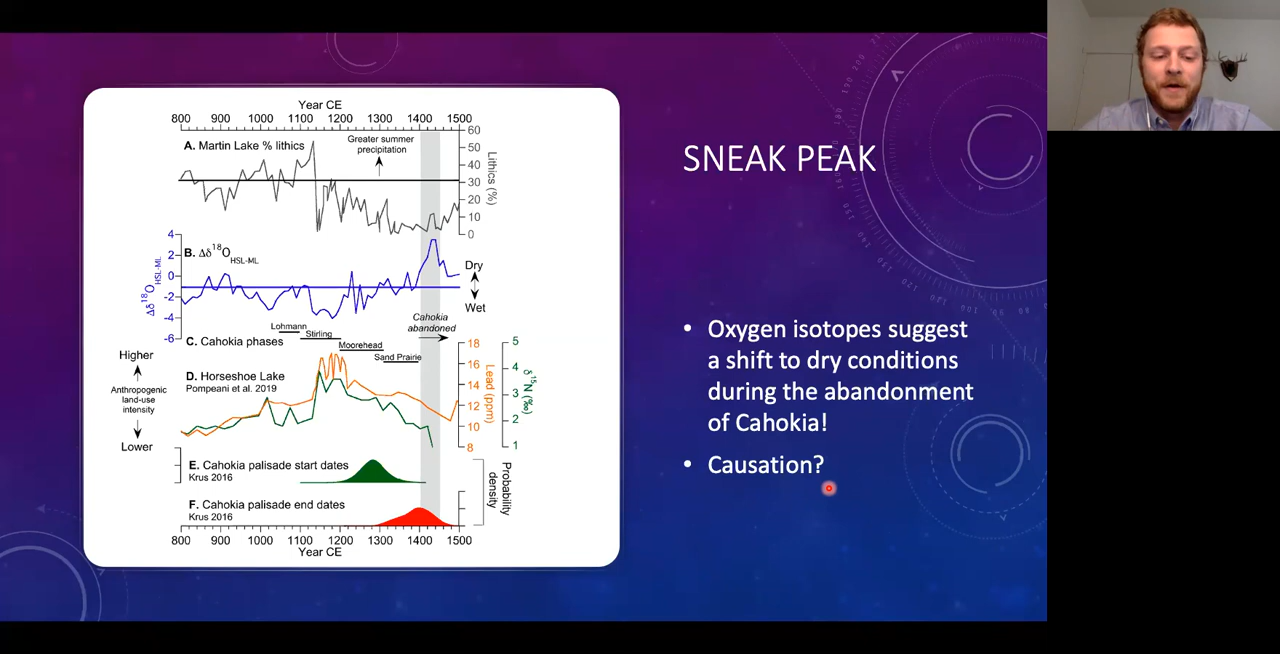 SNEAK PEAK
• Oxygen isotopes suggest
a shift to dry conditions
during the abandonment
of Cahokia!
• Causation?
Year CE
800 900 1000 1100 1200 1300 1400 1500
A. Martin Lake % lithics
Greater summer
precipitation
60
50
40
30
20
10
0
Lithics (%)
4
2
0
-2
-4
-6
Δδ18OHSL-ML
B. Δδ18OHSL-ML
Dry
Wet
Cahokia
abandoned
C. Cahokia phases
Lohmann
Stirling
Moorehead
Sand Prairie
D. Horseshoe Lake
Pompeani et al. 2019
Higher
Anthropogenic
land-use
intensity
Lower
18
16
14
12
10
8
Lead (ppm)
5
4
3
2
1
δ15N (‰)
E. Cahokia palisade start dates
Krus 2016
F. Cahokia palisade end dates
Krus 2016
Probability
density
800 900 1000 1100 1200 1300 1400 1500
Year CE